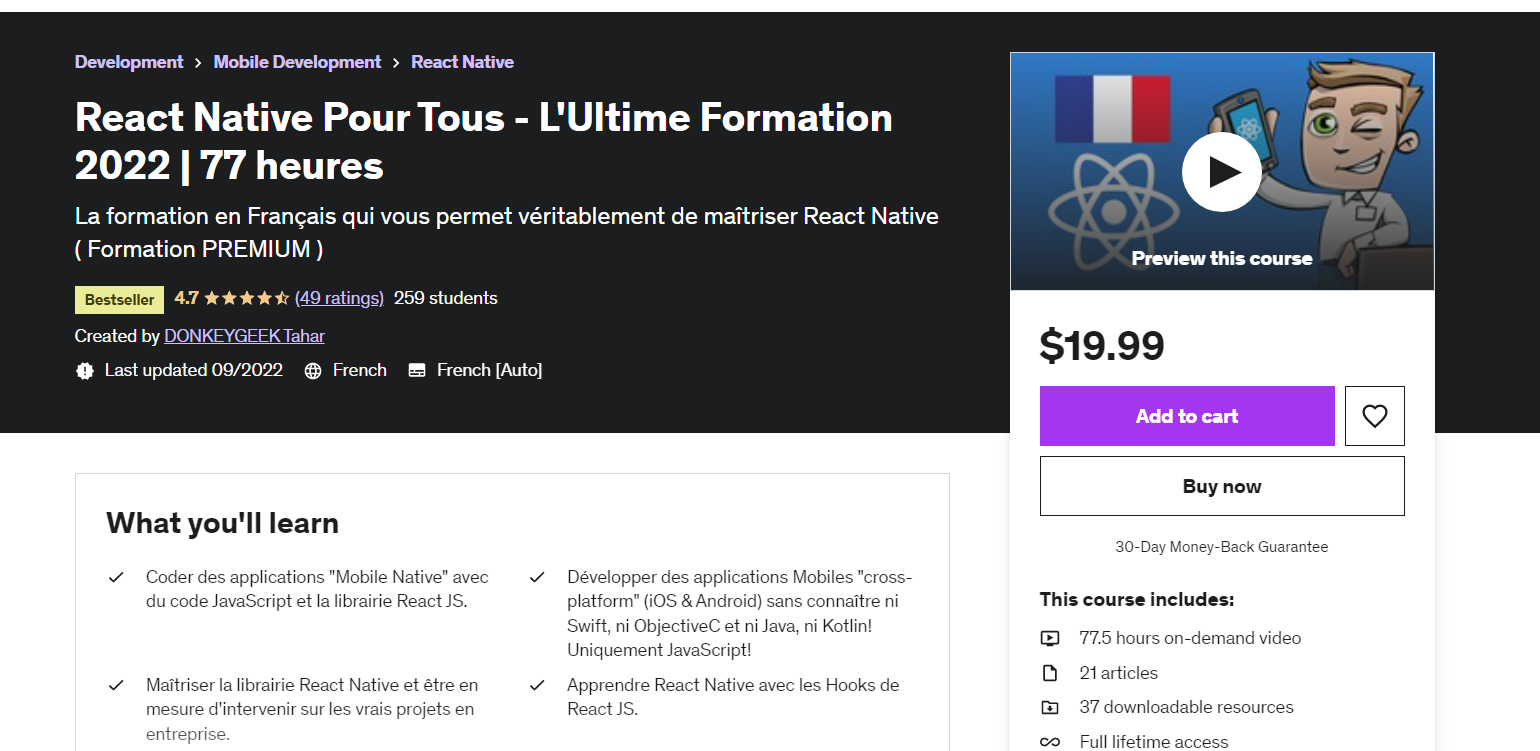 Development > Mobile Development > React Native
React Native Pour Tous - L'Ultime Formation
2022 | 77 heures
La formation en Français qui vous permet véritablement de maîtriser React Native
( Formation PREMIUM )
Bestseller 4.7 (49 ratings) 259 students
Created by DONKEYGEEK Tahar
Last updated 09/2022 French French [Auto]
Preview this course
$19.99
Add to cart
Buy now
30-Day Money-Back Guarantee
This course includes:
77.5 hours on-demand video
21 articles
37 downloadable resources
Full lifetime access
What you'll learn
Coder des applications "Mobile Native" avec
du code JavaScript et la librairie React JS.
Développer des applications Mobiles "cross-
platform" (iOS & Android) sans connaître ni
Swift, ni ObjectiveC et ni Java, ni Kotlin!
Uniquement JavaScript!
Maîtriser la librairie React Native et être en
mesure d'intervenir sur les vrais projets en
entreprise.
Apprendre React Native avec les Hooks de
React JS.